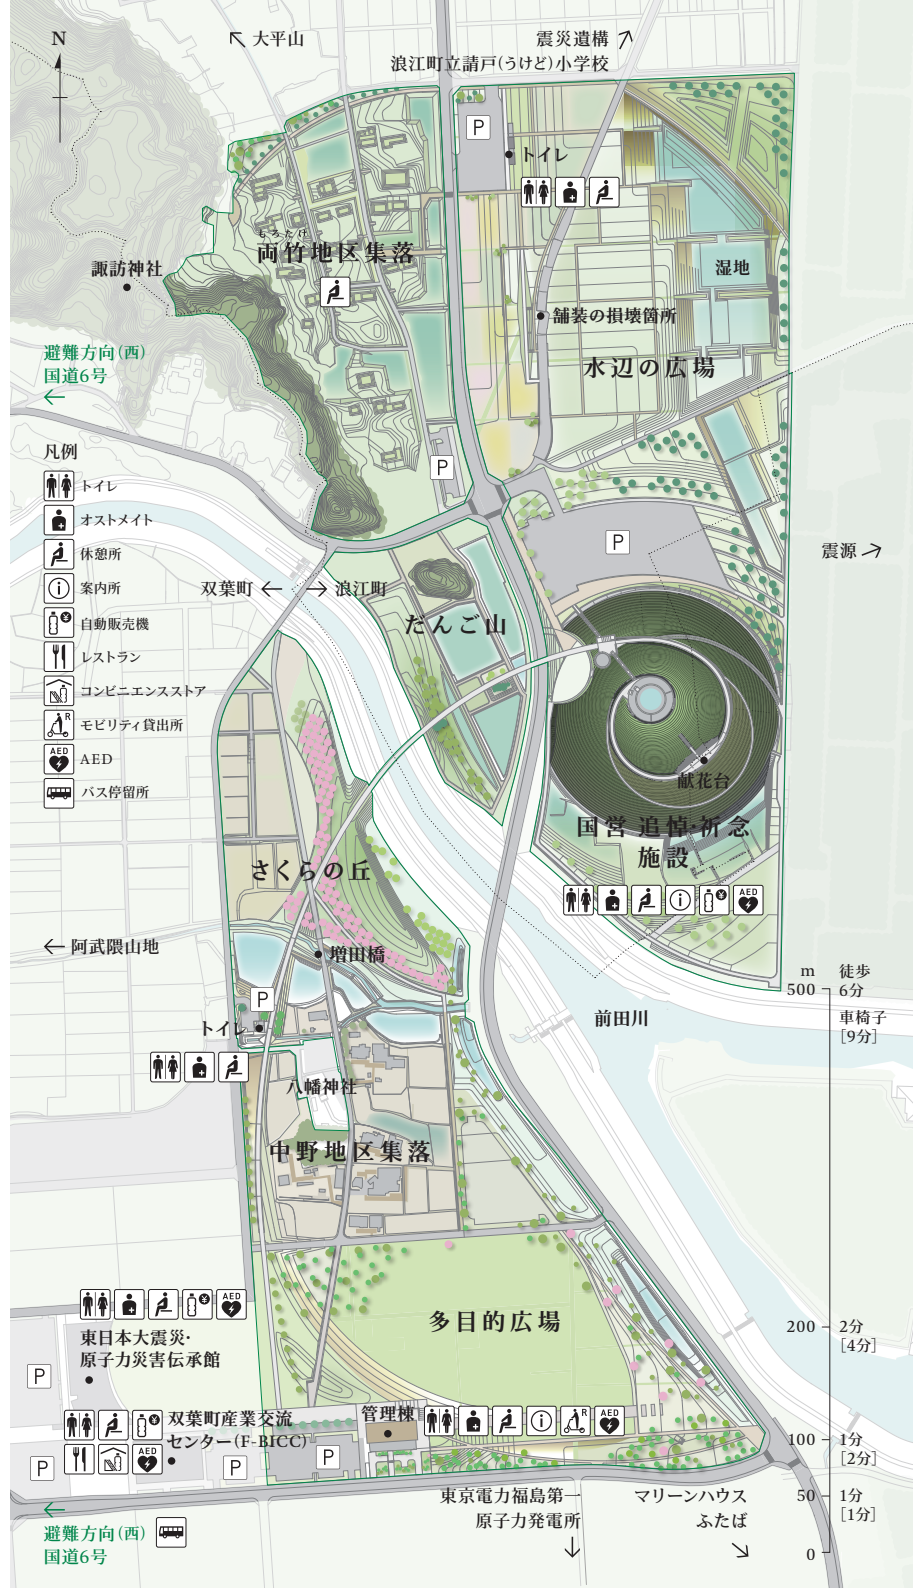 N
大平山
震災遺構
浪江町立請戸(うけど)小学校
P
トイレ
もろたけ
両竹地区集落
諏訪神社
湿地
舗装の損壊箇所
水辺の広場
避難方向(西)
国道6号
凡例
トイレ
オストメイト
休憩所
案内所
自動販売機
レストラン
コンビニエンスストア
R
モビリティ貸出所
AED
AED
バス停留所
P
P
震源
双葉町
浪江町
だんご山
献花台
国営 追悼・祈念
施設
i
¥
AED
さくらの丘
阿武隈山地
増田橋
P
トイレ
八幡神社
中野地区集落
前田川
m
徒歩
500
6分
車椅子
[9分]
200
2分
[4分]
100
1分
[2分]
50
1分
[1分]
0
多目的広場
¥
AED
東日本大震災・
原子力災害伝承館
P
¥
双葉町産業交流
センター(F-BICC)
AED
P
P
P
管理棟
i
R
AED
東京電力福島第一
原子力発電所
マリーンハウス
ふたば
避難方向(西)
国道6号